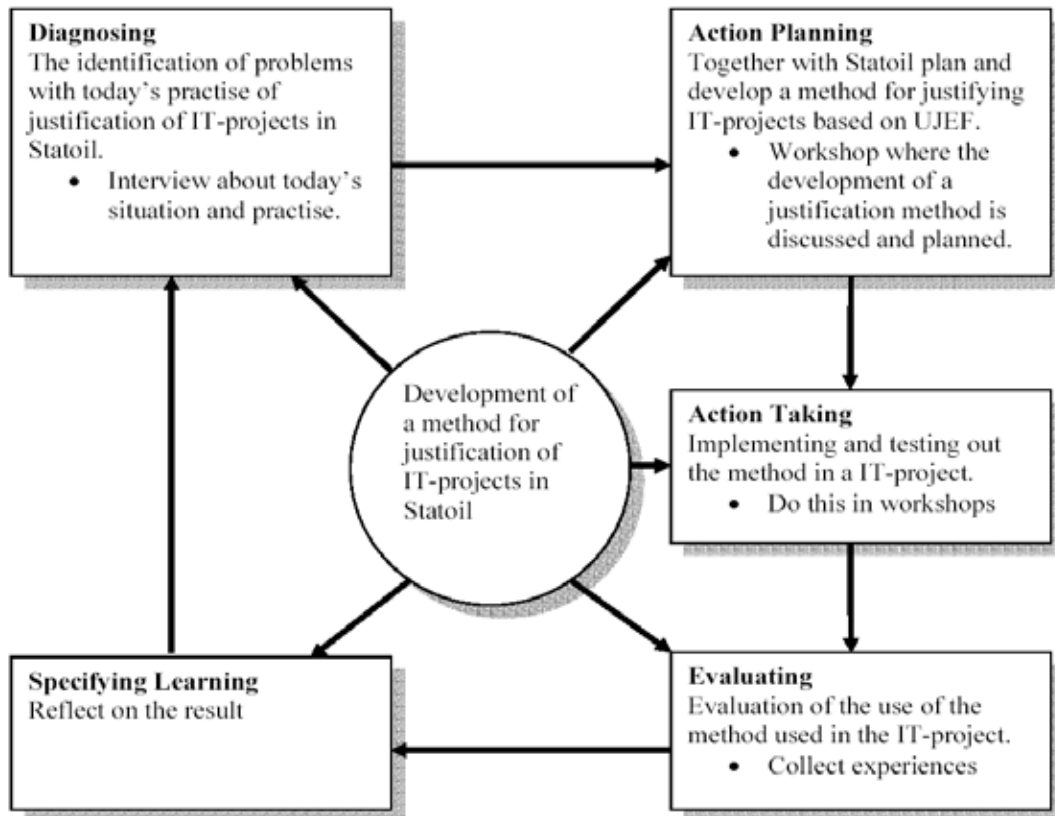 Diagnosing
The identification of problems
with today's practise of
justification of IT-projects in
Statoil.
• Interview about today's
situation and practise.
Action Planning
Together with Statoil plan and
develop a method for justifying
IT-projects based on UJEF.
• Workshop where the
development of a
justification method is
discussed and planned.
Development of
a method for
justification of
IT-projects in
Statoil
Action Taking
Implementing and testing out
the method in a IT-project.
• Do this in workshops
Specifying Learning
Reflect on the result
Evaluating
Evaluation of the use of the
method used in the IT-project.
• Collect experiences